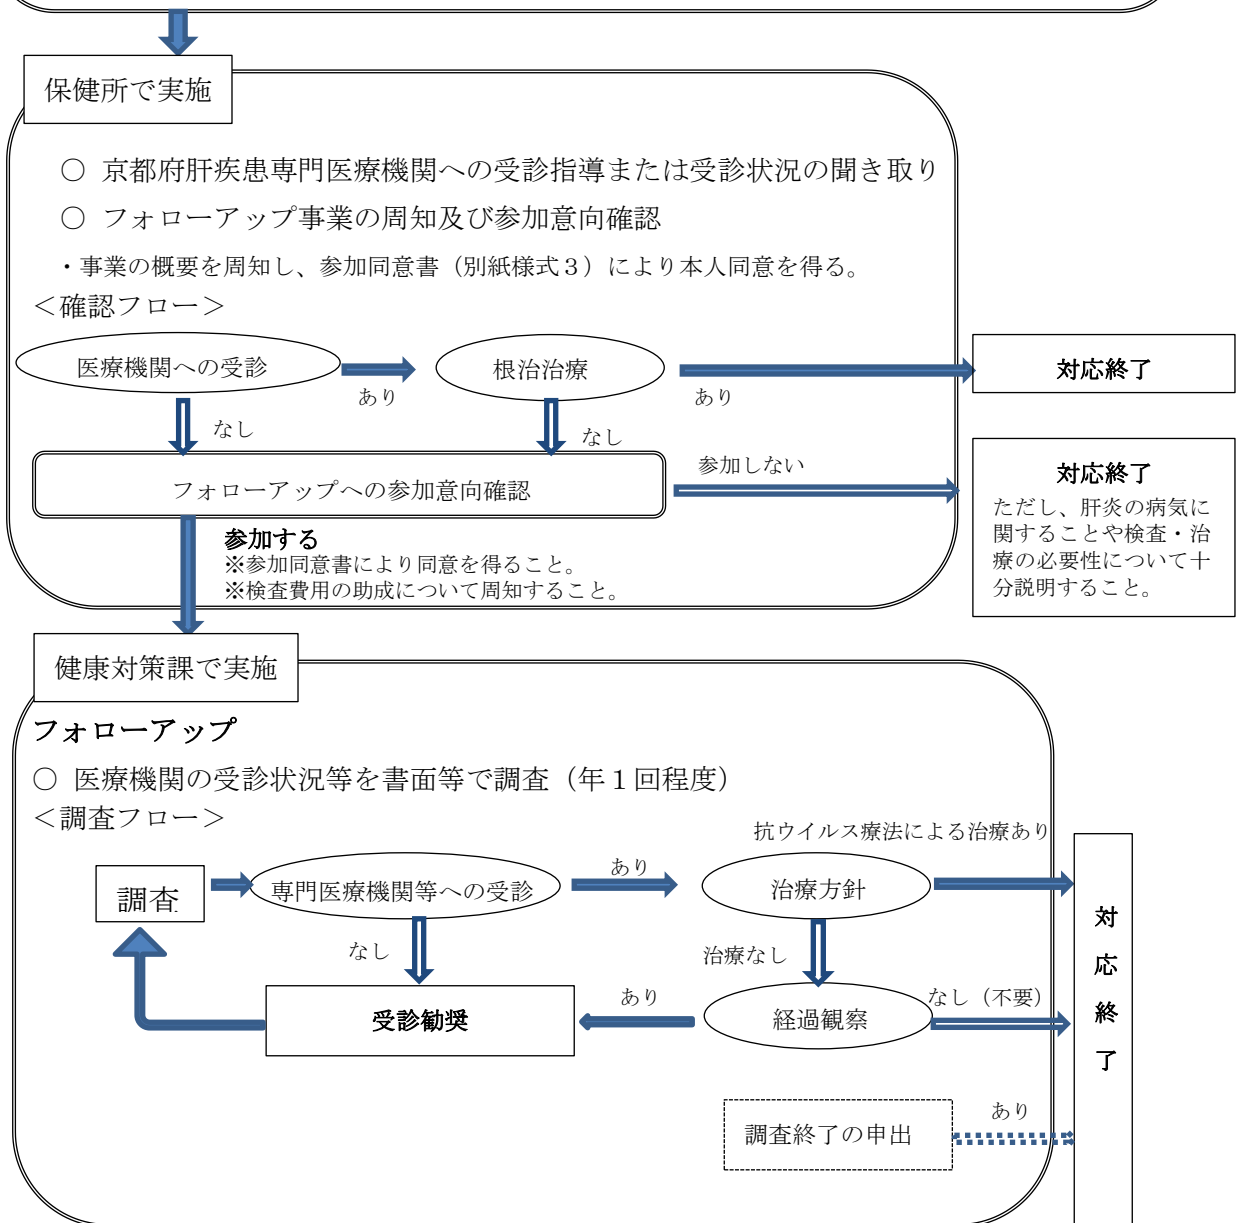 保健所で実施
○ 京都府肝疾患専門医療機関への受診指導または受診状況の聞き取り
○ フォローアップ事業の周知及び参加意向確認
・事業の概要を周知し、参加同意書（別紙様式３）により本人同意を得る。
＜確認フロー＞
医療機関への受診
あり
根治治療
あり
対応終了
なし
なし
フォローアップへの参加意向確認
参加しない
対応終了
ただし、肝炎の病気に
関することや検査・治
療の必要性について十
分説明すること。
参加する
※参加同意書により同意を得ること。
※検査費用の助成について周知すること。
健康対策課で実施
フォローアップ
○ 医療機関の受診状況等を書面等で調査（年１回程度）
＜調査フロー＞
抗ウイルス療法による治療あり
調査
専門医療機関等への受診
あり
治療方針
対応終了
なし
治療なし
受診勧奨
あり
経過観察
なし（不要）
調査終了の申出
あり